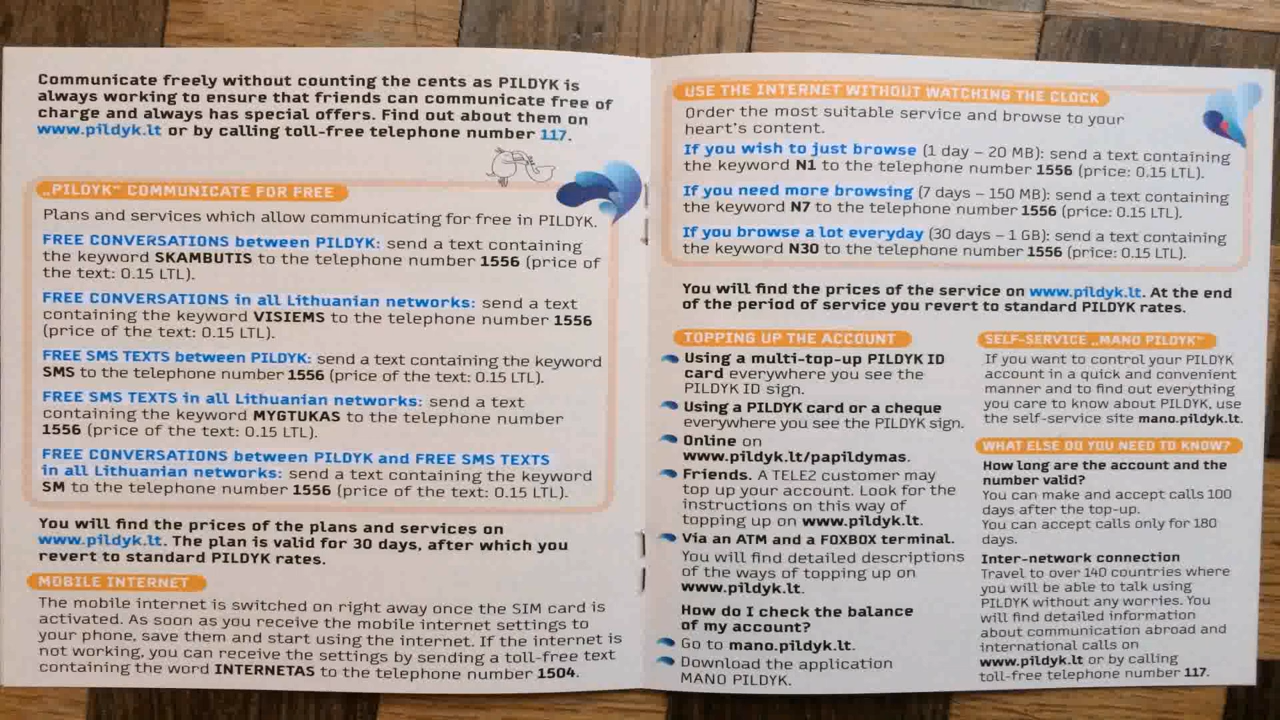 Communicate freely without counting the cents as PILDYK is
always working to ensure that friends can communicate free of
charge and always has special offers. Find out about them on
www.pildyk.lt or by calling toll-free telephone number 117.
„PILDYK" COMMUNICATE FOR FREE
Plans and services which allow communicating for free in PILDYK.
FREE CONVERSATIONS between PILDYK: send a text containing
the keyword SKAMBUTIS to the telephone number 1556 (price of
the text: 0.15 LTL).
FREE CONVERSATIONS in all Lithuanian networks: send a text
containing the keyword VISIEMS to the telephone number 1556
(price of the text: 0.15 LTL).
FREE SMS TEXTS between PILDYK: send a text containing the keyword
SMS to the telephone number 1556 (price of the text: 0.15 LTL).
FREE SMS TEXTS in all Lithuanian networks: send a text
containing the keyword MYGTUKAS to the telephone number
1556 (price of the text: 0.15 LTL).
FREE CONVERSATIONS between PILDYK and FREE SMS TEXTS
in all Lithuanian networks: send a text containing the keyword
SM to the telephone number 1556 (price of the text: 0.15 LTL).
You will find the prices of the plans and services on
www.pildyk.lt. The plan is valid for 30 days, after which you
revert to standard PILDYK rates.
MOBILE INTERNET
The mobile internet is switched on right away once the SIM card is
activated. As soon as you receive the mobile internet settings to
your phone, save them and start using the internet. If the internet is
not working, you can receive the settings by sending a toll-free text
containing the word INTERNETAS to the telephone number 1504.
USE THE INTERNET WITHOUT WATCHING THE CLOCK
Order the most suitable service and browse to your
heart's content.
If you wish to just browse (1 day – 20 MB): send a text containing
the keyword N1 to the telephone number 1556 (price: 0.15 LTL).
If you need more browsing (7 days – 150 MB): send a text containing
the keyword N7 to the telephone number 1556 (price: 0.15 LTL).
If you browse a lot everyday (30 days – 1 GB): send a text containing
the keyword N30 to the telephone number 1556 (price: 0.15 LTL).
You will find the prices of the service on www.pildyk.lt. At the end
of the period of service you revert to standard PILDYK rates.
TOPPING UP THE ACCOUNT
Using a multi-top-up PILDYK ID
card everywhere you see the
PILDYK ID sign.
Using a PILDYK card or a cheque
everywhere you see the PILDYK sign.
Online on
www.pildyk.lt/papildymas.
Friends. A TELE2 customer may
top up your account. Look for the
instructions on this way of
topping up on www.pildyk.lt.
Via an ATM and a FOXBOX terminal.
You will find detailed descriptions
of the ways of topping up on
www.pildyk.lt.
How do I check the balance
of my account?
Go to mano.pildyk.lt.
Download the application
MANO PILDYK.
SELF-SERVICE „MANO PILDYK"
If you want to control your PILDYK
account in a quick and convenient
manner and to find out everything
you care to know about PILDYK, use
the self-service site mano.pildyk.lt.
WHAT ELSE DO YOU NEED TO KNOW?
How long are the account and the
number valid?
You can make and accept calls 100
days after the top-up.
You can accept calls only for 180
days.
Inter-network connection
Travel to over 140 countries where
you will be able to talk using
PILDYK without any worries. You
will find detailed information
about communication abroad and
international calls on
www.pildyk.lt or by calling
toll-free telephone number 117.